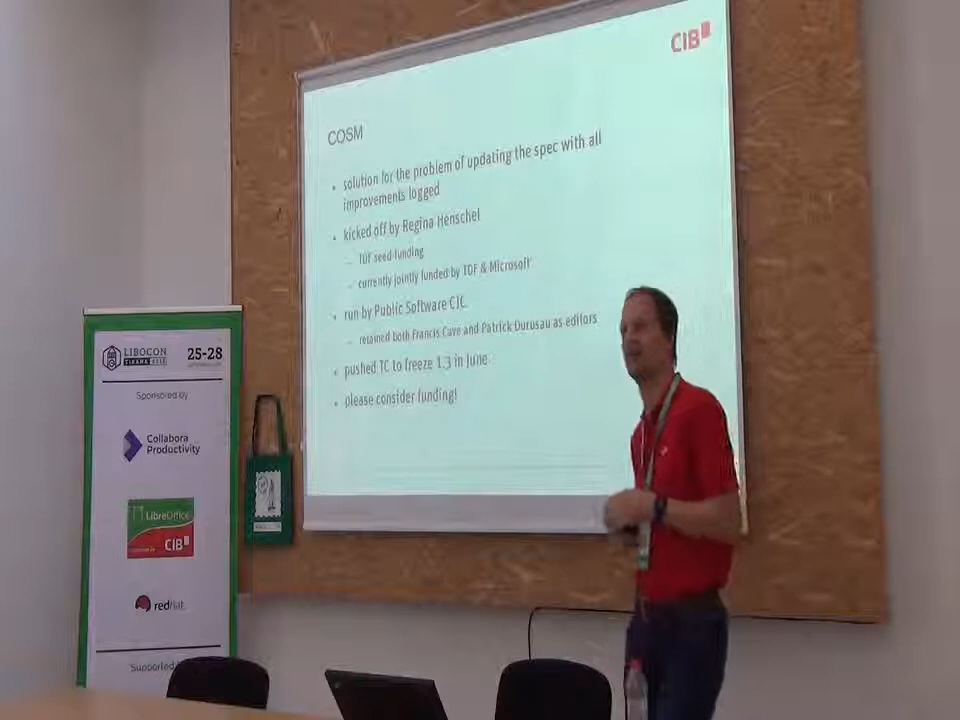 CIB
COSM
solution for the problem of updating the spec with all
improvements logged
kicked off by Regina Henschel
TDF seed funding
currently jointly funded by TDF & Microsoft
run by Public Software CIC
retained both Francis Cave and Patrick Durusau as editors
pushed TC to freeze 1.3 in June
please consider funding!
LIBOCON
25-28
Sponsored by
Collabora
Productivity
LibreOffice
CIB
redhat
Supported